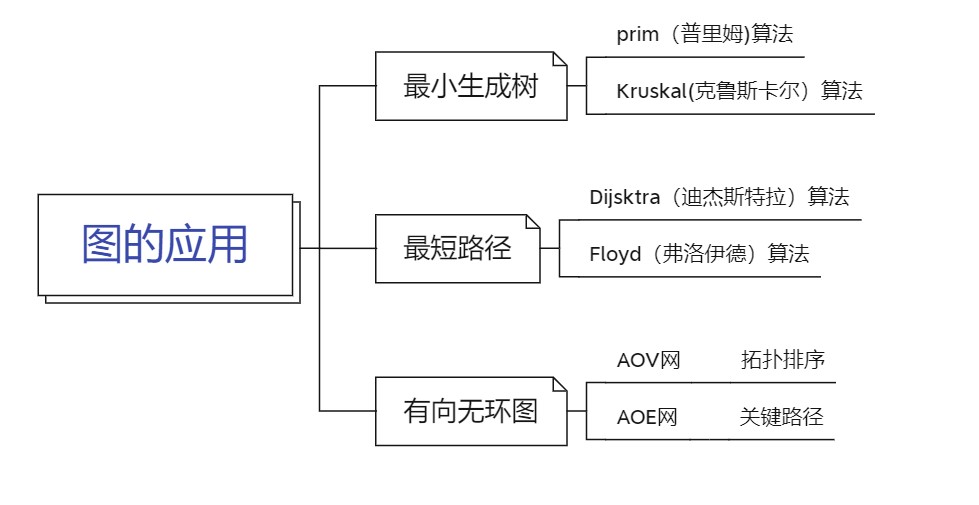 图的应用
最小生成树
prim（普里姆)算法
Kruskal(克鲁斯卡尔）算法
最短路径
Dijsktra（迪杰斯特拉）算法
Floyd（弗洛伊德）算法
有向无环图
AOV网 拓扑排序
AOE网 关键路径